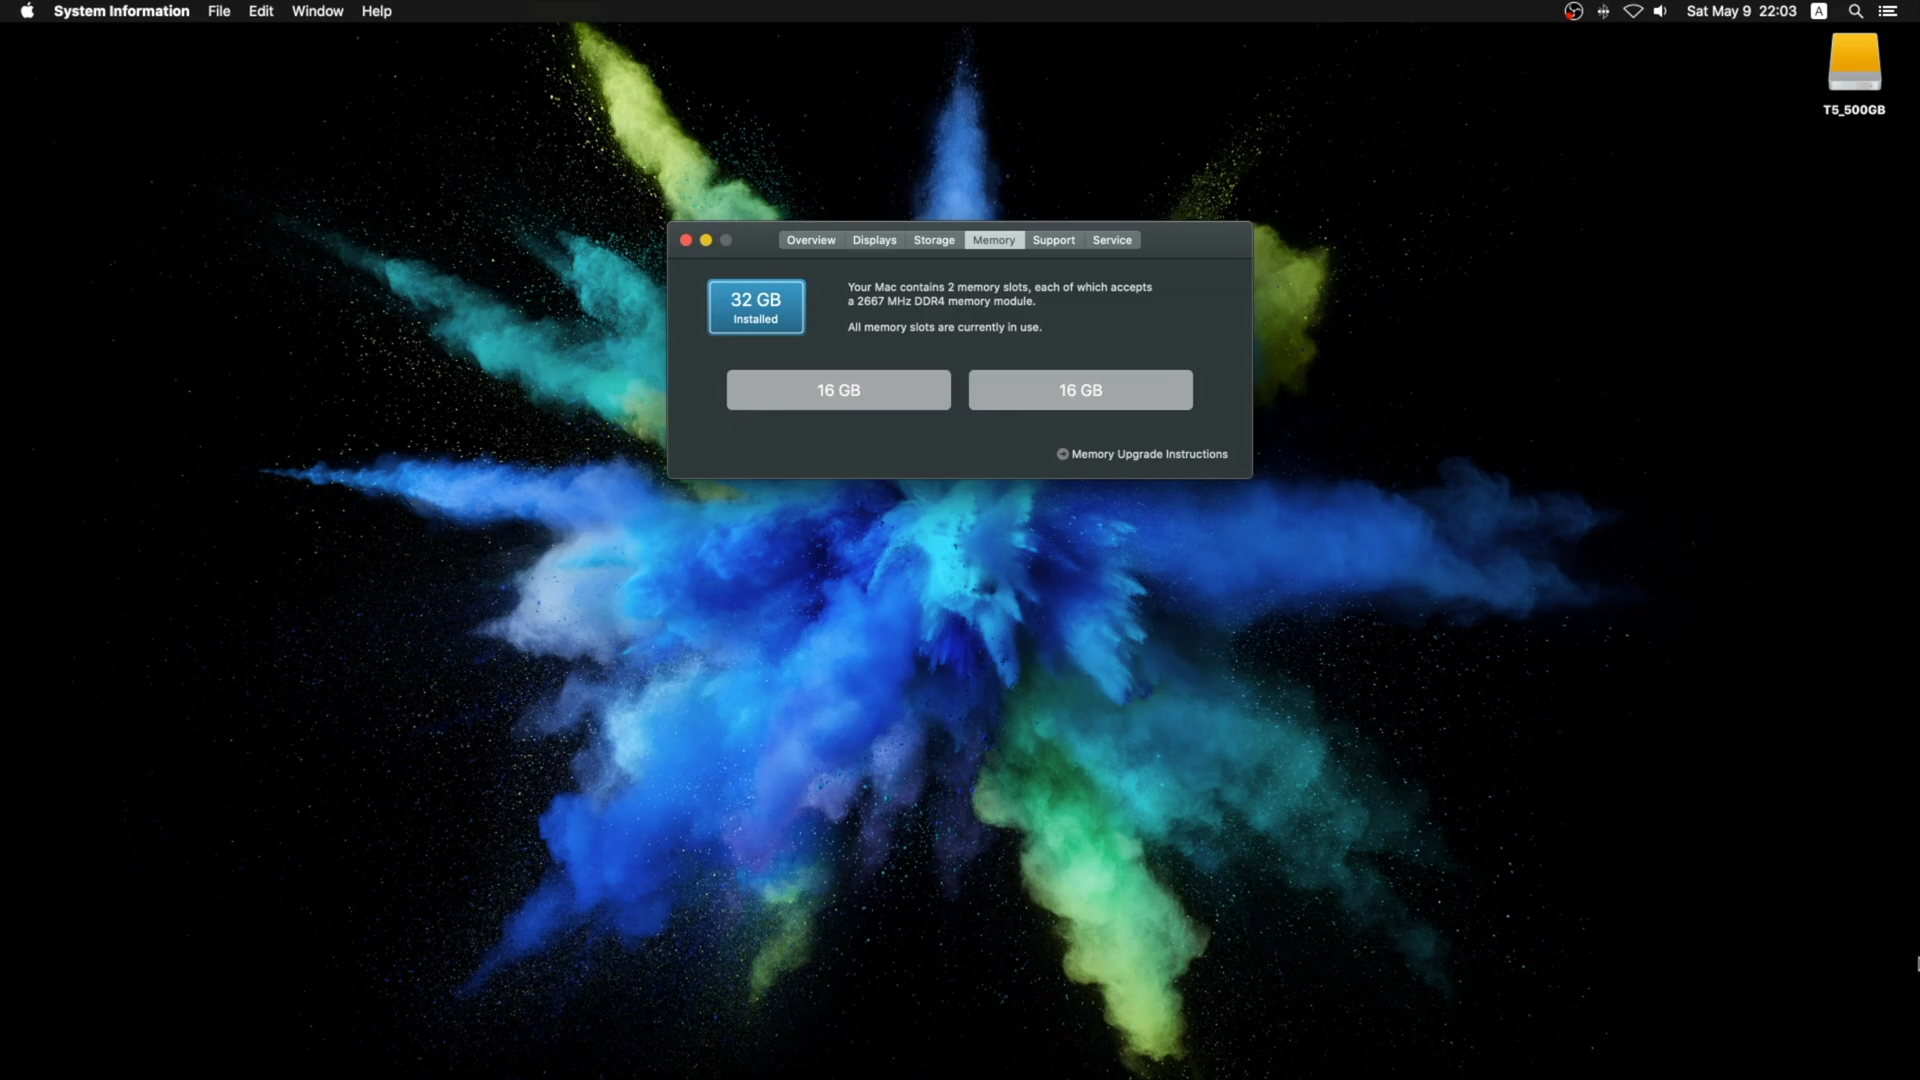 System Information File Edit Window Help
Sat May 9 22:03 A
T5_500GB
Overview Displays Storage Memory Support Service
32 GB
Installed
Your Mac contains 2 memory slots, each of which accepts
a 2667 MHz DDR4 memory module.
All memory slots are currently in use.
16 GB 16 GB
Memory Upgrade Instructions